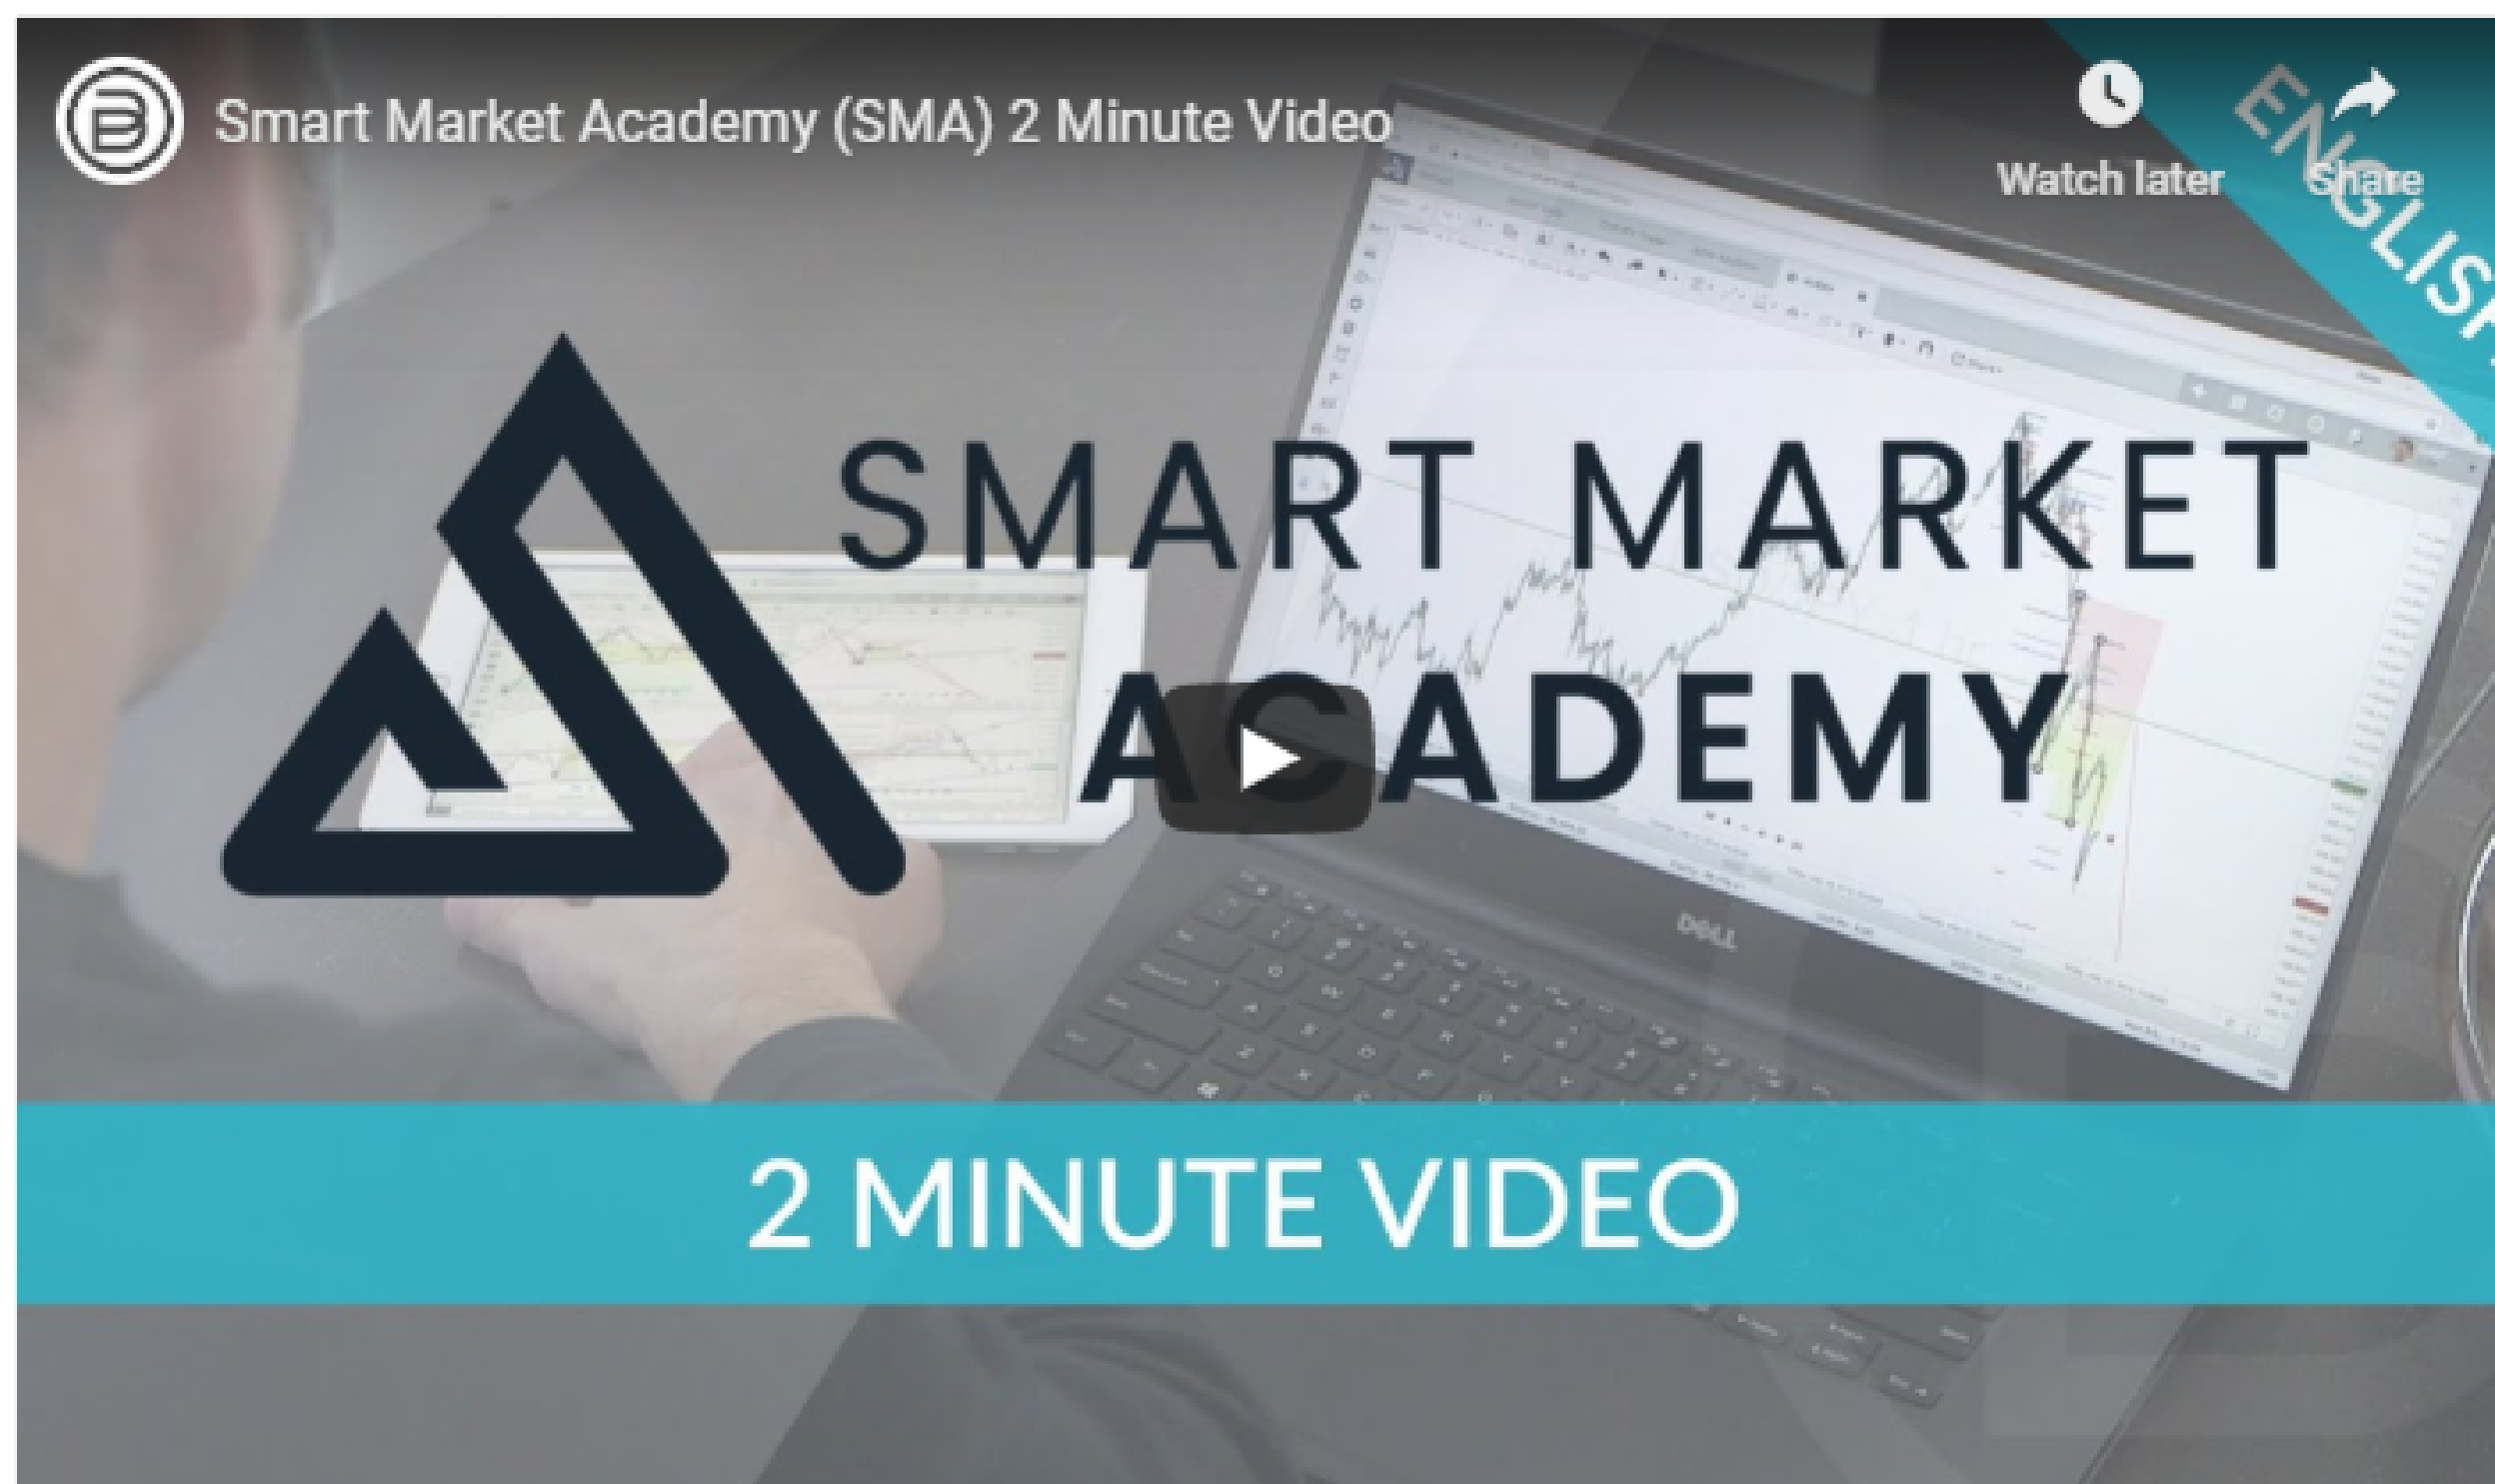 Smart Market Academy (SMA) 2 Minute Video
Watch later
Share
ENGLISH
SMART MARKET
ACADEMY
DELL
2 MINUTE VIDEO